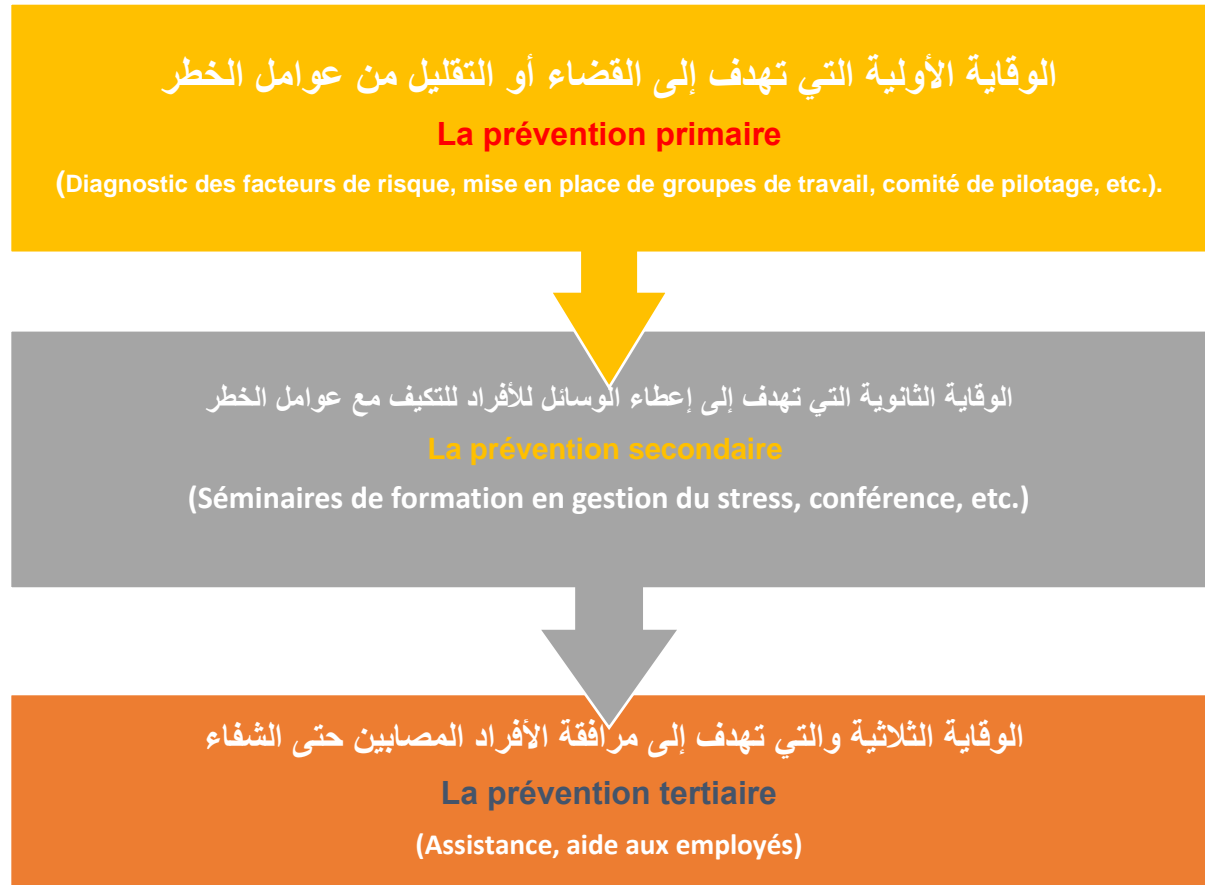 الوقاية الأولية التي تهدف إلى القضاء أو التقليل من عوامل الخطر
La prévention primaire
(Diagnostic des facteurs de risque, mise en place de groupes de travail, comité de pilotage, etc.).
الوقاية الثانوية التي تهدف إلى إعطاء الوسائل للأفراد للتكيف مع عوامل الخطر
La prévention secondaire
(Séminaires de formation en gestion du stress, conférence, etc.)
الوقاية الثلاثية والتي تهدف إلى مرافقة الأفراد المصابين حتى الشفاء
La prévention tertiaire
(Assistance, aide aux employés)